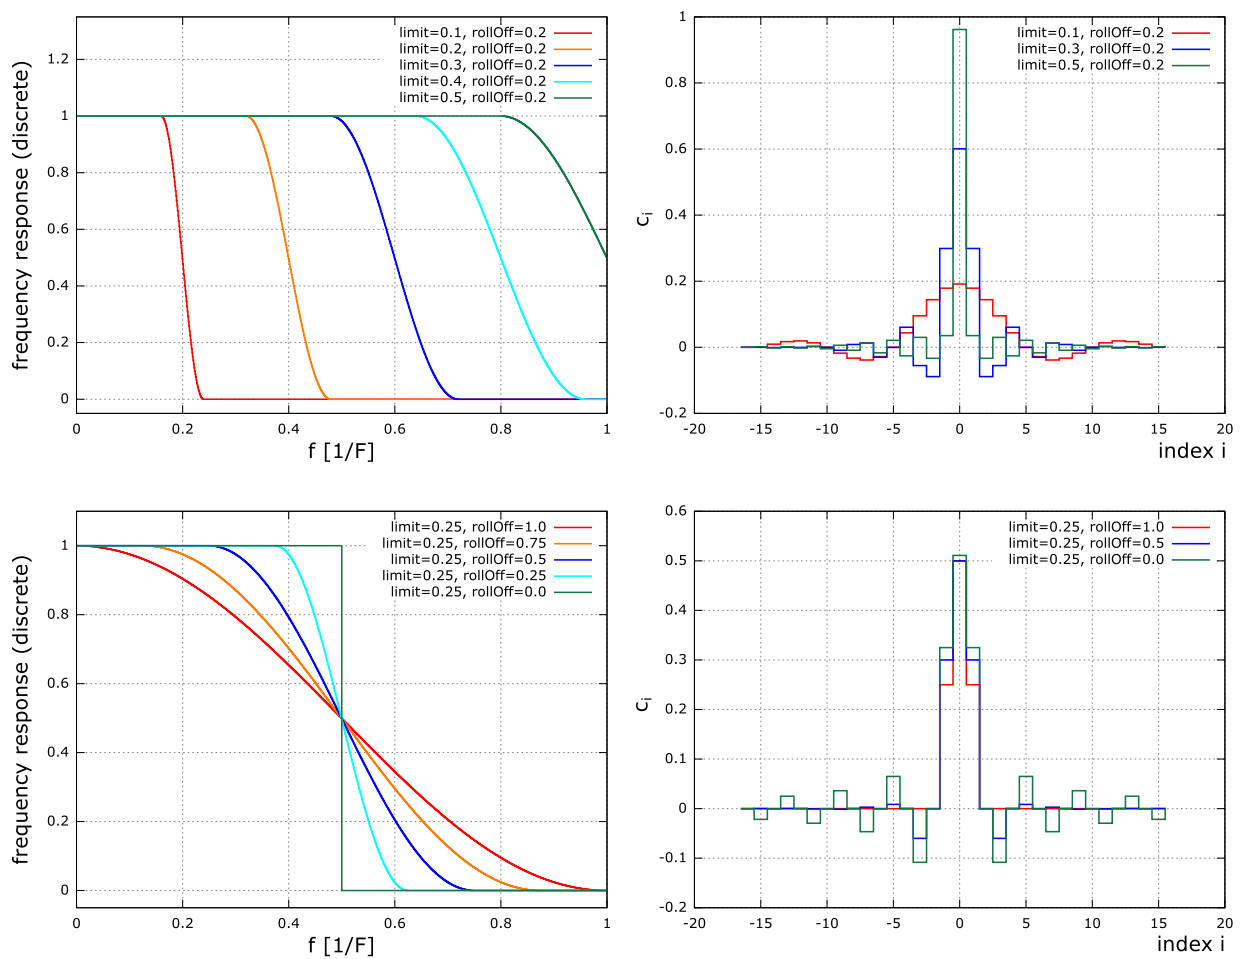 limit=0.1, rollOff=0.2
limit=0.2, rollOff=0.2
limit=0.3, rollOff=0.2
limit=0.4, rollOff=0.2
limit=0.5, rollOff=0.2
frequency response (discrete)
1.2
1
0.8
0.6
0.4
0.2
0
0 0.2 0.4 0.6 0.8 1
f [1/F]
limit=0.1, rollOff=0.2
limit=0.3, rollOff=0.2
limit=0.5, rollOff=0.2
cᵢ
1
0.8
0.6
0.4
0.2
0
-0.2
-20 -15 -10 -5 0 5 10 15 20
index i
limit=0.25, rollOff=1.0
limit=0.25, rollOff=0.75
limit=0.25, rollOff=0.5
limit=0.25, rollOff=0.25
limit=0.25, rollOff=0.0
frequency response (discrete)
1
0.8
0.6
0.4
0.2
0
0 0.2 0.4 0.6 0.8 1
f [1/F]
limit=0.25, rollOff=1.0
limit=0.25, rollOff=0.5
limit=0.25, rollOff=0.0
cᵢ
0.6
0.5
0.4
0.3
0.2
0.1
0
-0.1
-0.2
-20 -15 -10 -5 0 5 10 15 20
index i